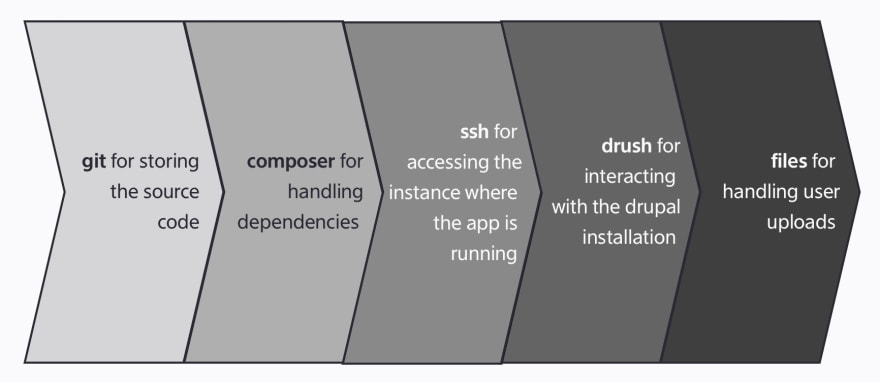 git for storing
the source
code
composer for
handling
dependencies
ssh for
accessing the
instance where
the app is
running
drush for
interacting
with the drupal
installation
files for
handling user
uploads